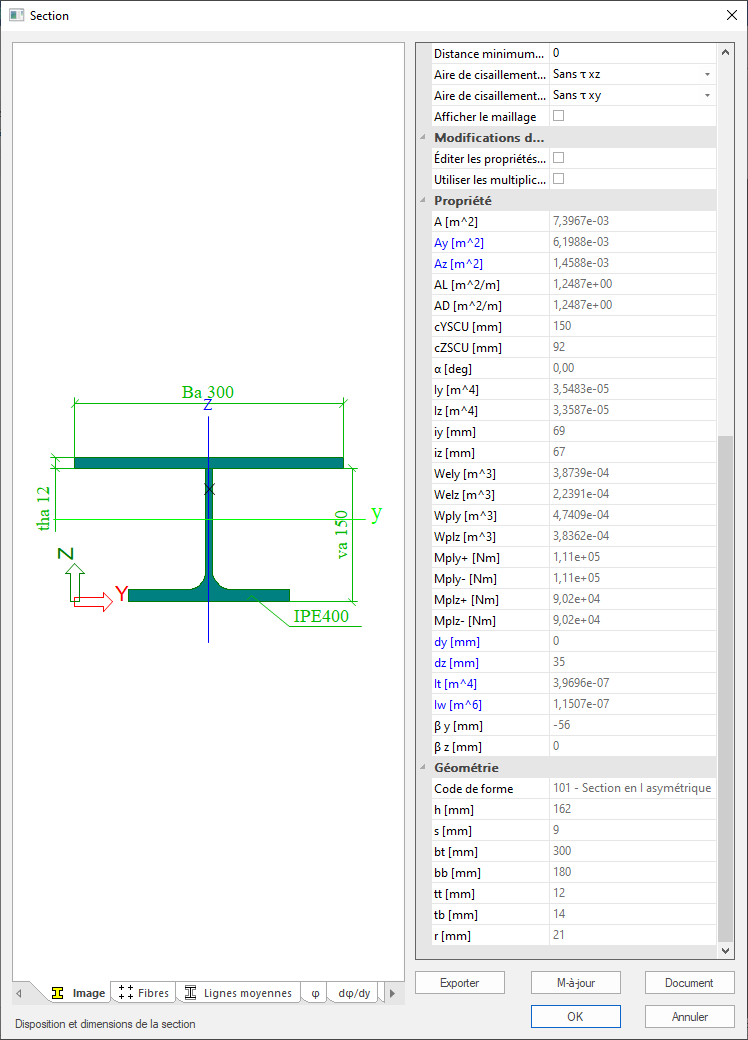 Section
Ba 300
z
tha 12
va 150
y
Z
Y
IPE400
Distance minimum... 0
Aire de cisaillement... Sans τ xz
Aire de cisaillement... Sans τ xy
Afficher le maillage
Modifications d...
Éditer les propriétés...
Utiliser les multiplic...
Propriété
A [m^2] 7,3967e-03
Ay [m^2] 6,1988e-03
Az [m^2] 1,4588e-03
AL [m^2/m] 1,2487e+00
AD [m^2/m] 1,2487e+00
cYSCU [mm] 150
cZSCU [mm] 92
α [deg] 0,00
Iy [m^4] 3,5483e-05
Iz [m^4] 3,3587e-05
iy [mm] 69
iz [mm] 67
Wely [m^3] 3,8739e-04
Welz [m^3] 2,2391e-04
Wply [m^3] 4,7409e-04
Wplz [m^3] 3,8362e-04
Mply+ [Nm] 1,11e+05
Mply- [Nm] 1,11e+05
Mplz+ [Nm] 9,02e+04
Mplz- [Nm] 9,02e+04
dy [mm] 0
dz [mm] 35
It [m^4] 3,9696e-07
Iw [m^6] 1,1507e-07
β y [mm] -56
β z [mm] 0
Géométrie
Code de forme 101 - Section en I asymétrique
h [mm] 162
s [mm] 9
bt [mm] 300
bb [mm] 180
tt [mm] 12
tb [mm] 14
r [mm] 21
Image Fibres Lignes moyennes φ dφ/dy
Exporter M-à-jour Document
Disposition et dimensions de la section
OK Annuler